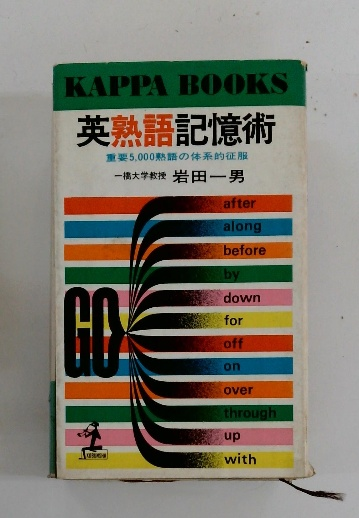 KAPPA BOOKS
英熟語記憶術
重要5,000熟語の体系的征服
一橋大学教授 岩田一男
GO
after
along
before
by
down
for
off
on
over
through
up
with